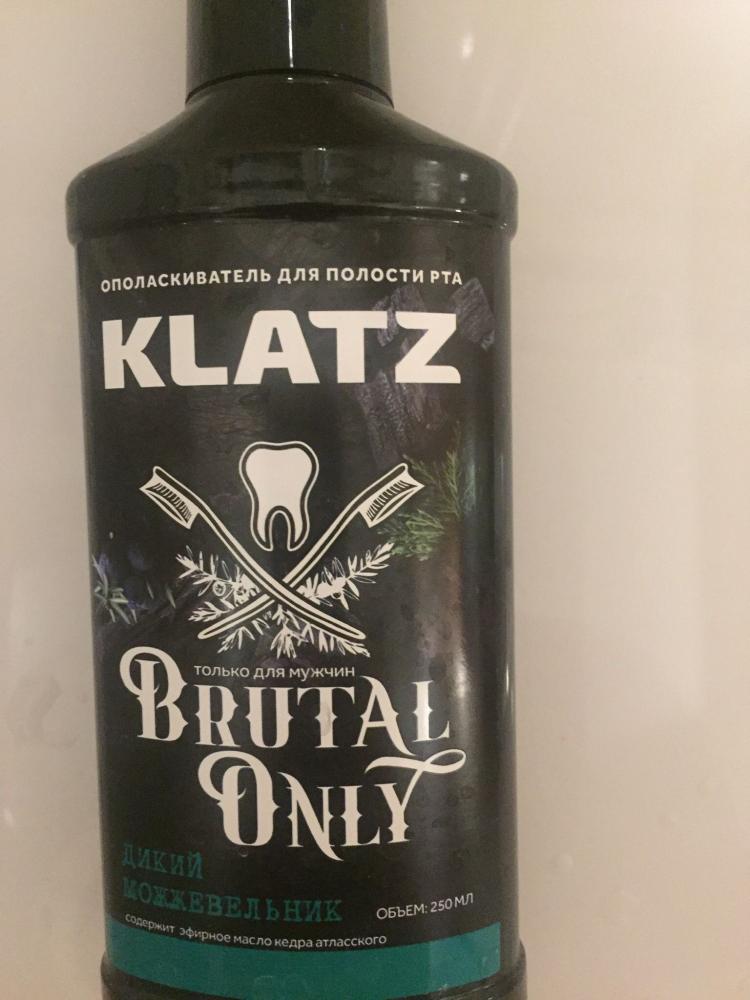 ОПОЛАСКИВАТЕЛЬ ДЛЯ ПОЛОСТИ РТА
KLATZ
ТОЛЬКО ДЛЯ МУЖЧИН
BRUTAL
ONLY
ДИКИЙ
МОЖЖЕВЕЛЬНИК
ОБЪЕМ: 250 МЛ
содержит эфирное масло кедра атласского